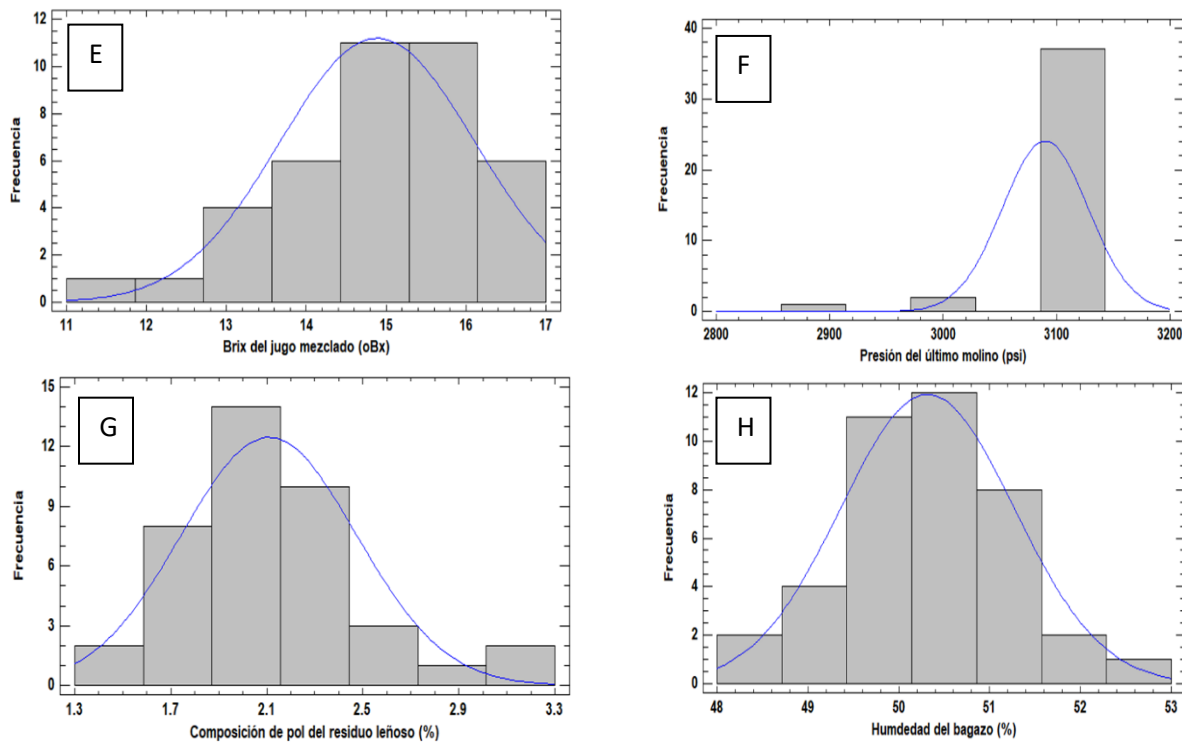 E
Frecuencia
12
10
8
6
4
2
0
11 12 13 14 15 16 17
Brix del jugo mezclado (oBx)
F
Frecuencia
40
30
20
10
0
2800 2900 3000 3100 3200
Presión del último molino (psi)
G
Frecuencia
15
12
9
6
3
0
1.3 1.7 2.1 2.5 2.9 3.3
Composición de pol del residuo leñoso (%)
H
Frecuencia
12
10
8
6
4
2
0
48 49 50 51 52 53
Humdedad del bagazo (%)